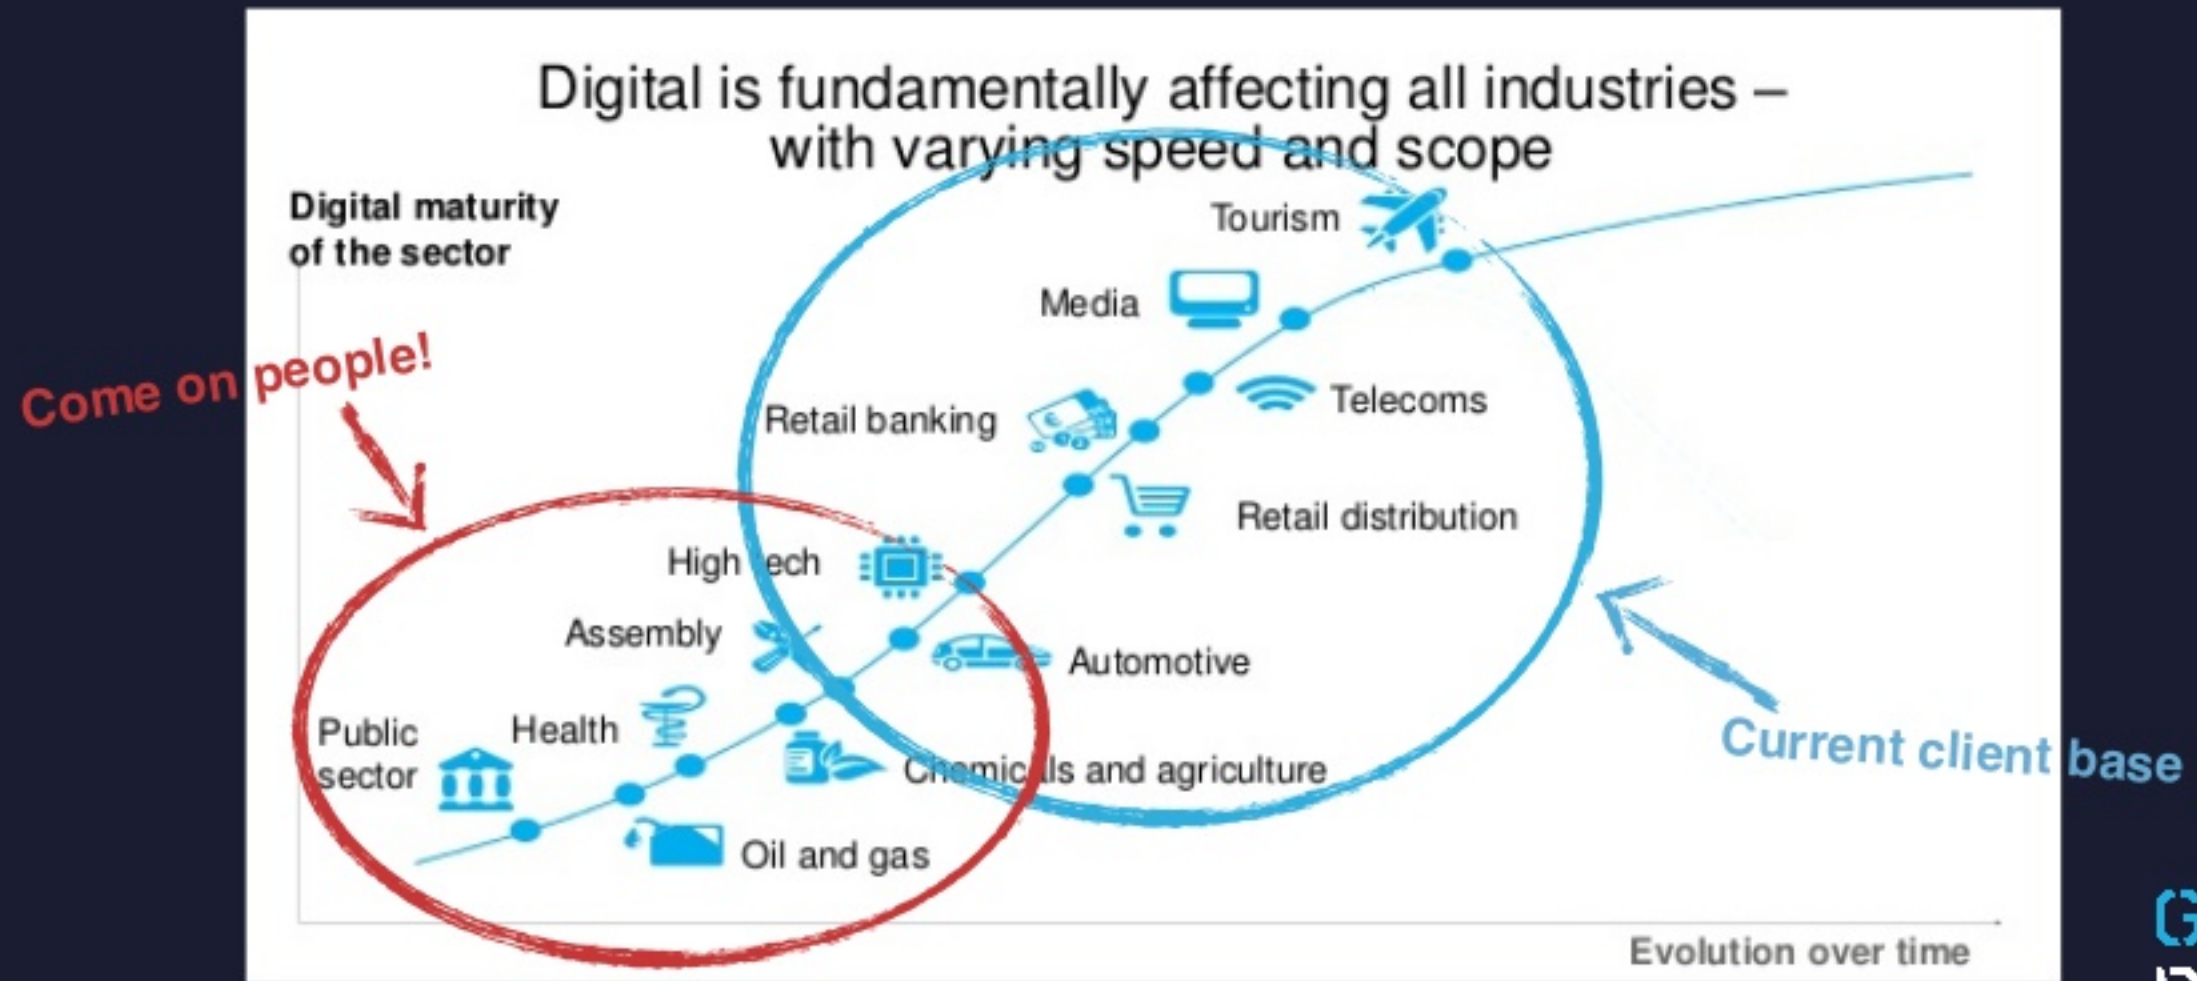 Digital is fundamentally affecting all industries –
with varying speed and scope
Digital maturity
of the sector
Tourism
Media
Come on people!
Telecoms
Retail banking
Retail distribution
High tech
Assembly
Automotive
Public
sector
Health
Chemicals and agriculture
Current client base
Oil and gas
Evolution over time